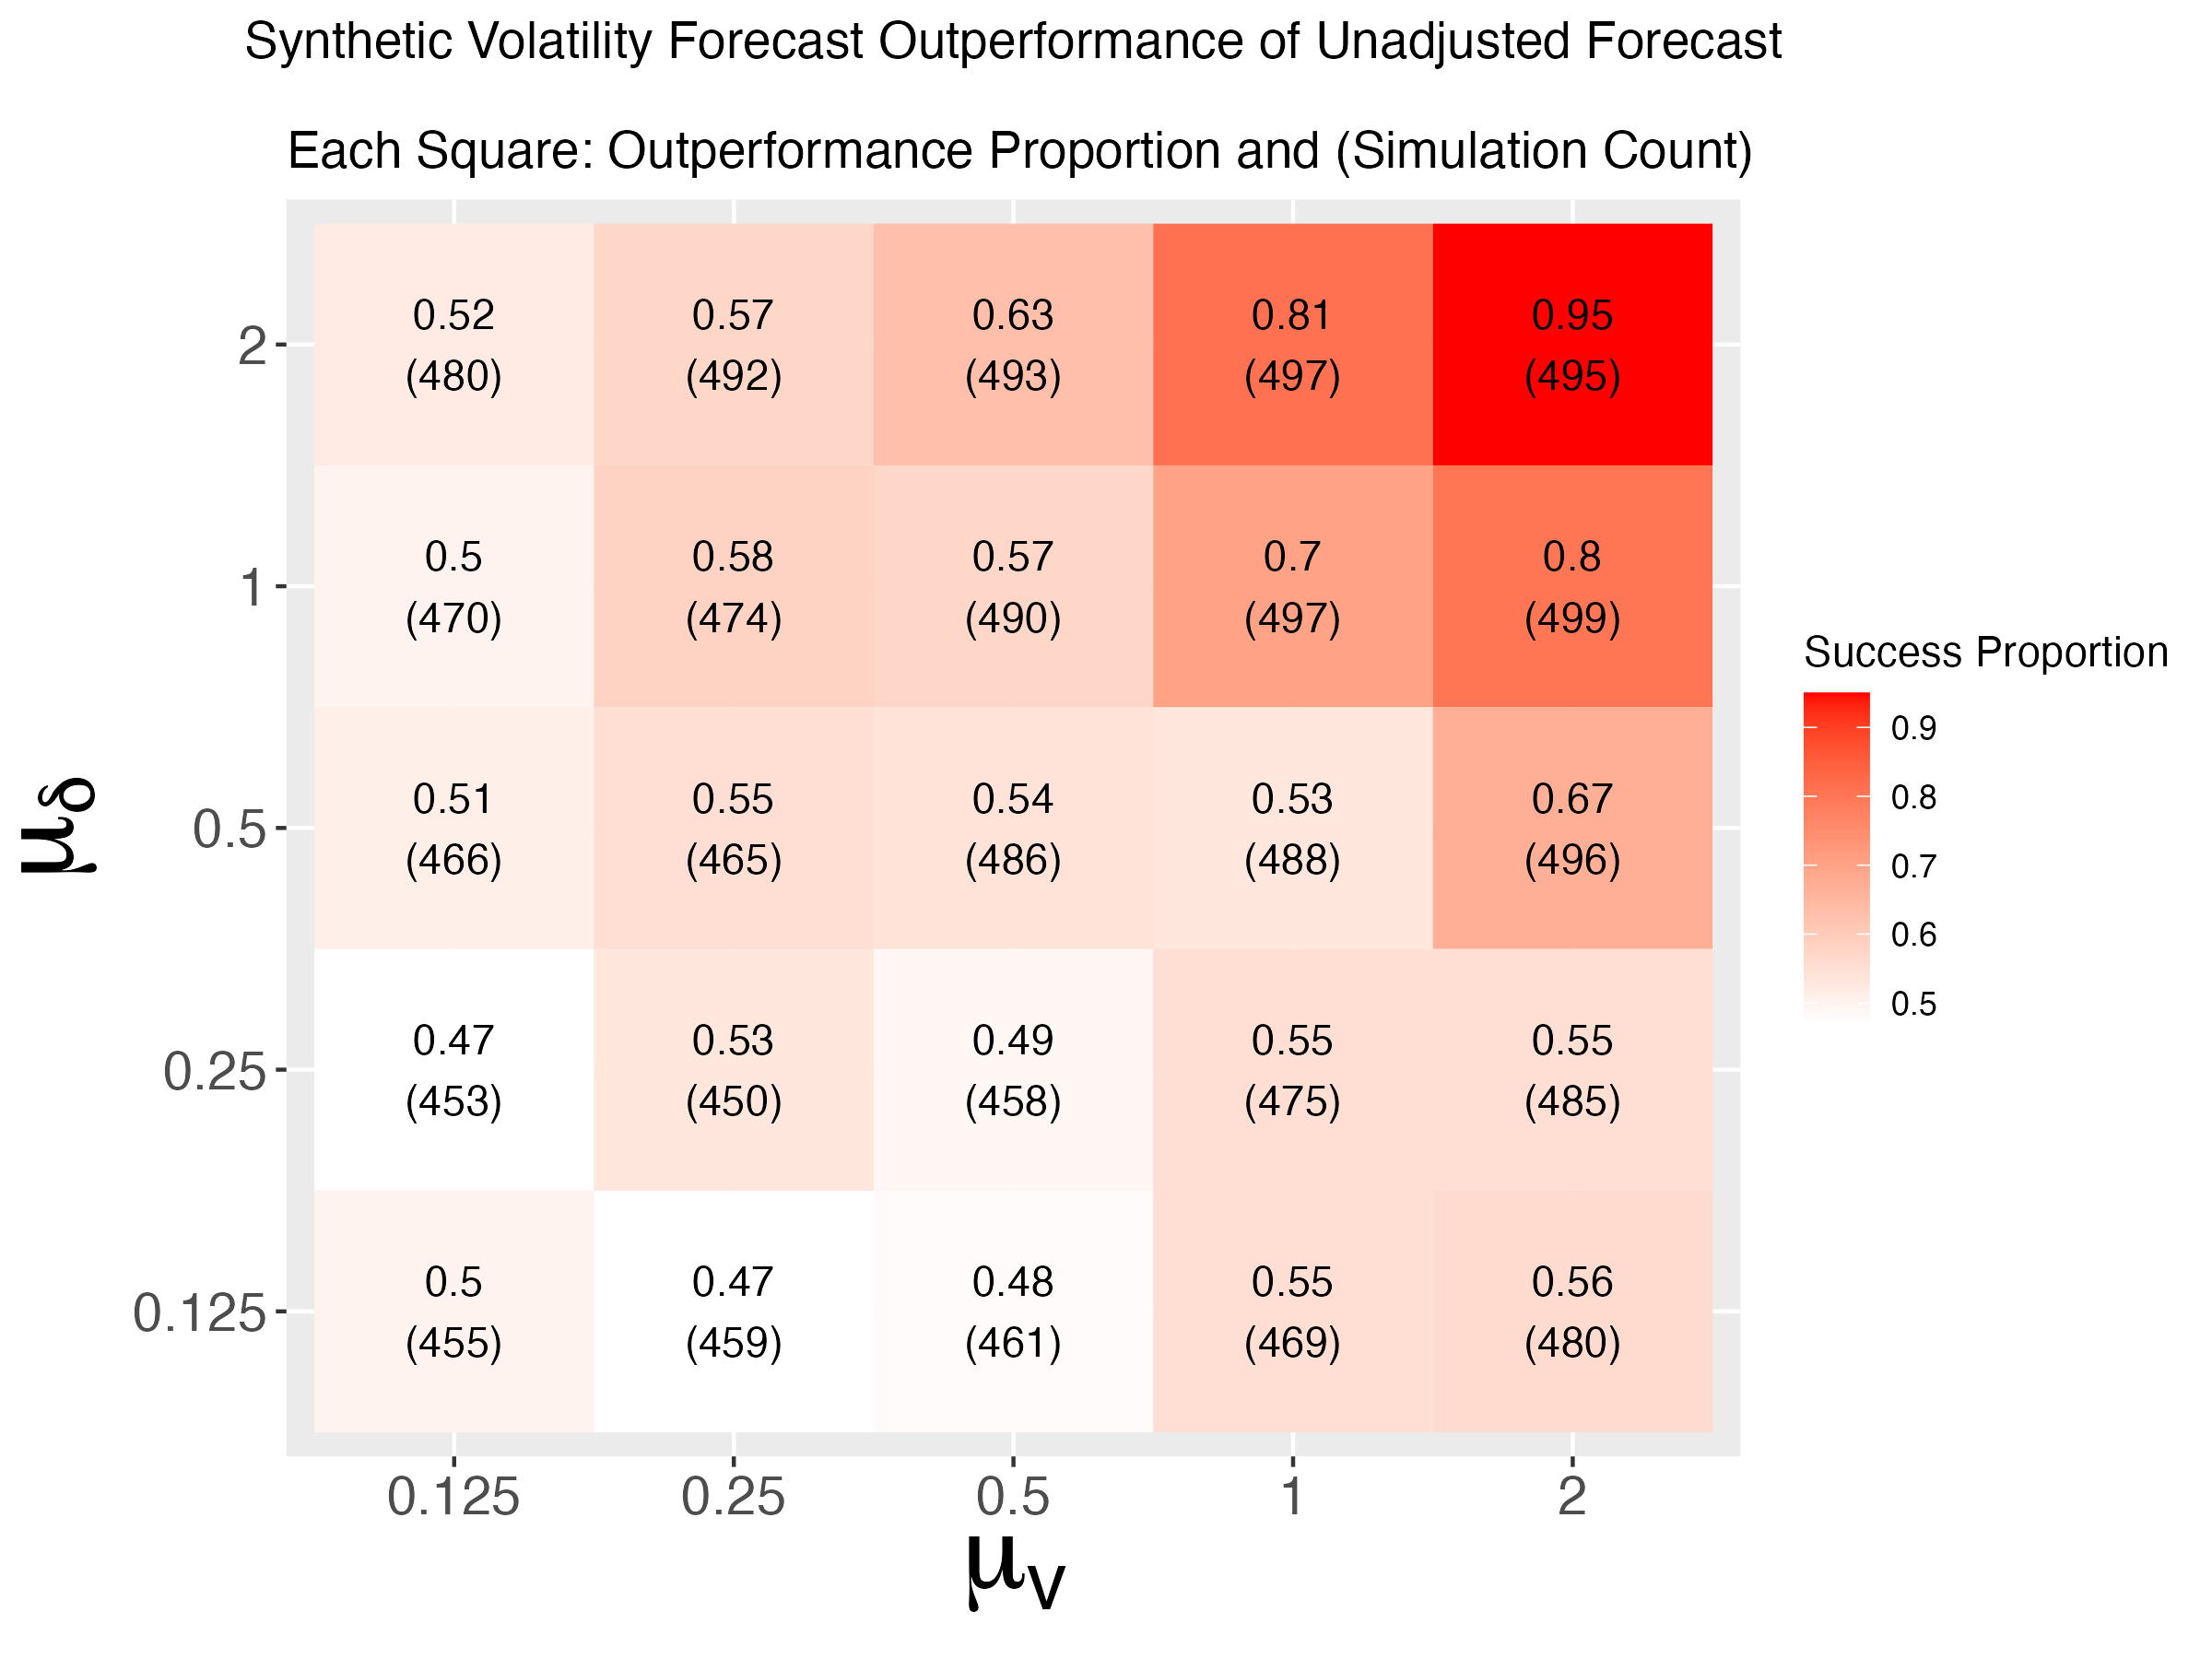 Synthetic Volatility Forecast Outperformance of Unadjusted Forecast
Each Square: Outperformance Proportion and (Simulation Count)
μδ
2
0.52 0.57 0.63 0.81 0.95
(480) (492) (493) (497) (495)
1
0.5 0.58 0.57 0.7 0.8
(470) (474) (490) (497) (499)
0.5
0.51 0.55 0.54 0.53 0.67
(466) (465) (486) (488) (496)
0.25
0.47 0.53 0.49 0.55 0.55
(453) (450) (458) (475) (485)
0.125
0.5 0.47 0.48 0.55 0.56
(455) (459) (461) (469) (480)
0.125 0.25 0.5 1 2
μv
Success Proportion
0.9
0.8
0.7
0.6
0.5